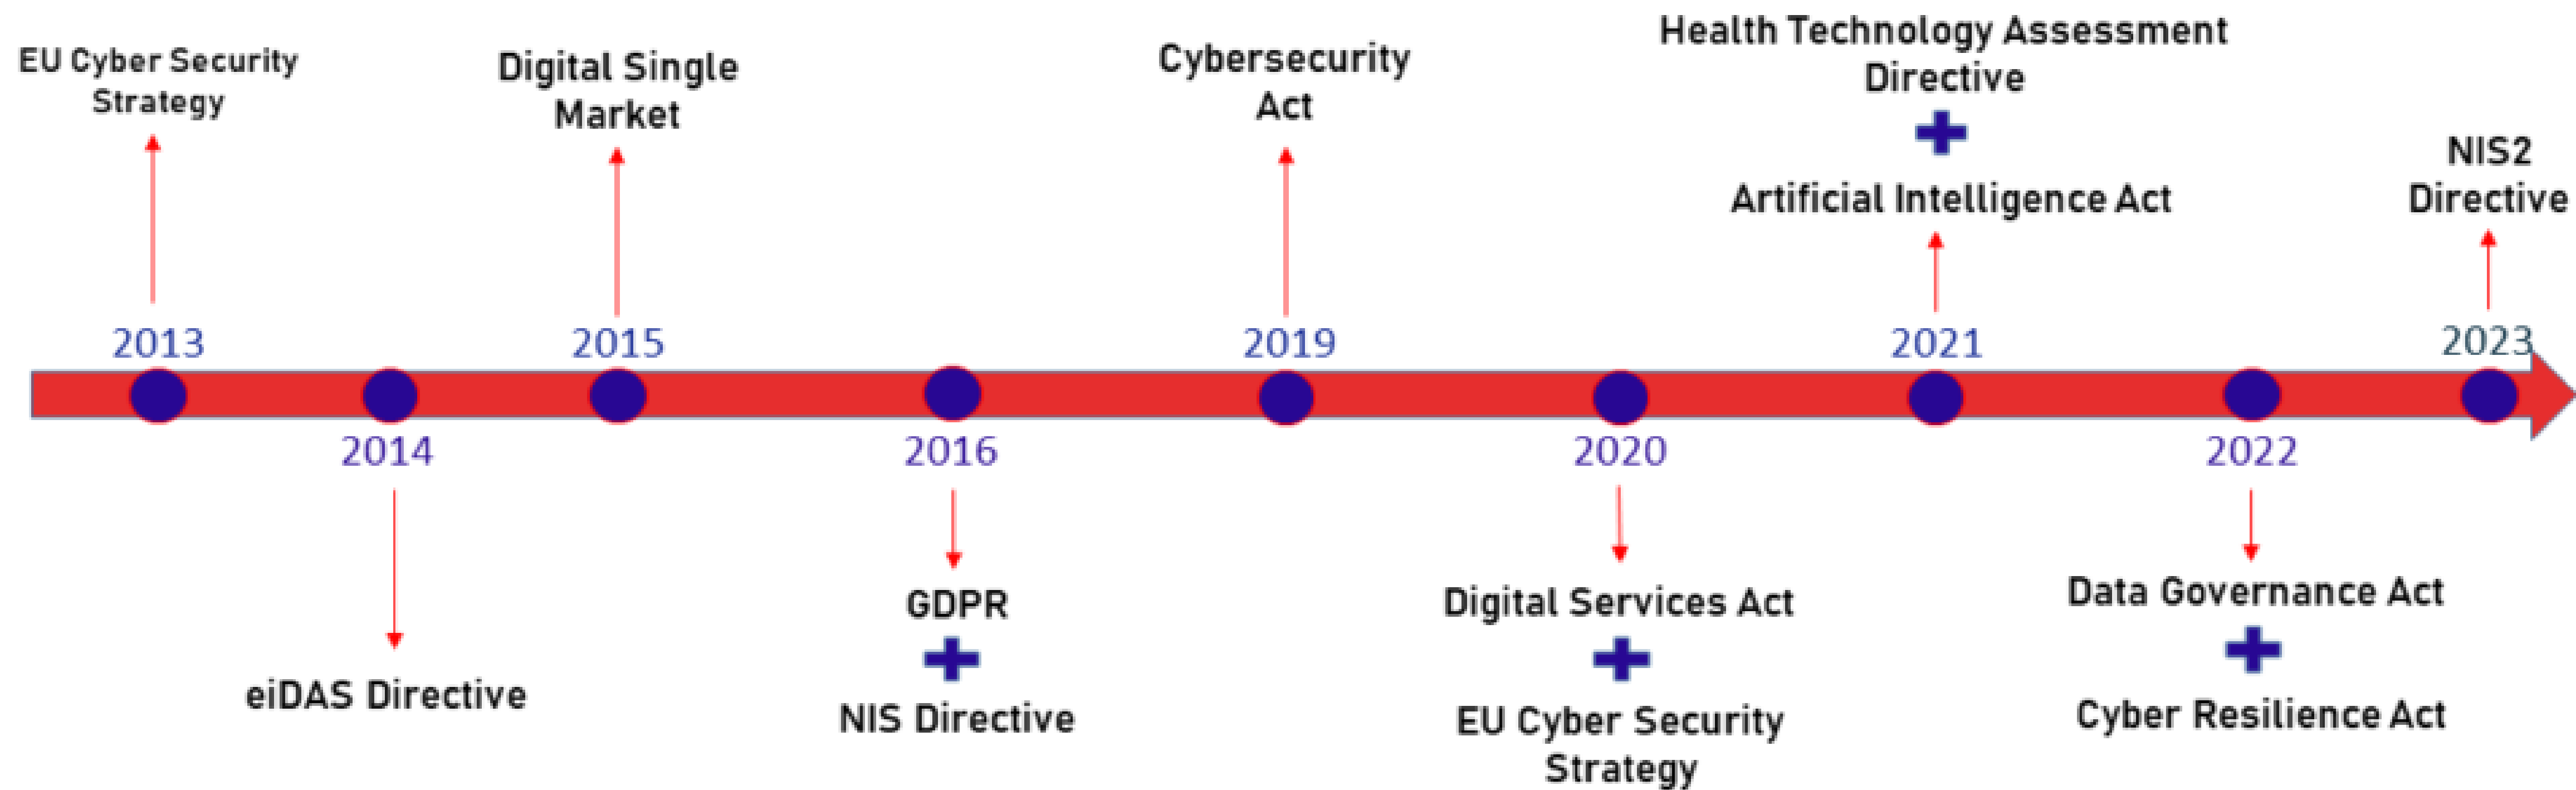 EU Cyber Security
Strategy
Digital Single
Market
Cybersecurity
Act
Health Technology Assessment
Directive
Artificial Intelligence Act
NIS2
Directive
2013
2015
2019
2021
2023
2014
2016
2020
2022
eiDAS Directive
GDPR
NIS Directive
Digital Services Act
EU Cyber Security
Strategy
Data Governance Act
Cyber Resilience Act